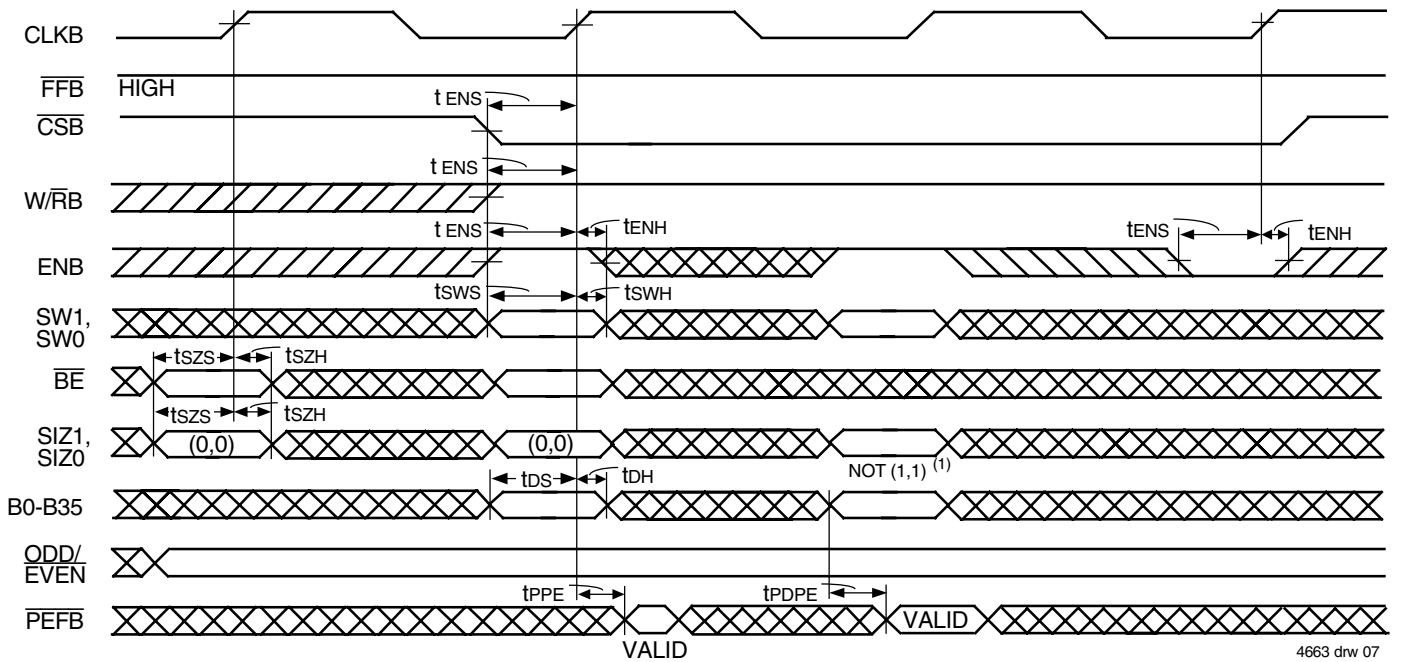 CLKB
FFB HIGH
t ENS
CSB
t ENS
W/RB
t ENS tENH tENS tENH
ENB
tSWS tSWH
SW1,
SW0
tSZS tSZH
BE
tSZS tSZH
SIZ1,
SIZ0
(0,0) (0,0)
NOT (1,1) (1)
tDS tDH
B0-B35
ODD/
EVEN
tPPE tPDPE
PEFB
VALID
VALID
4663 drw 07